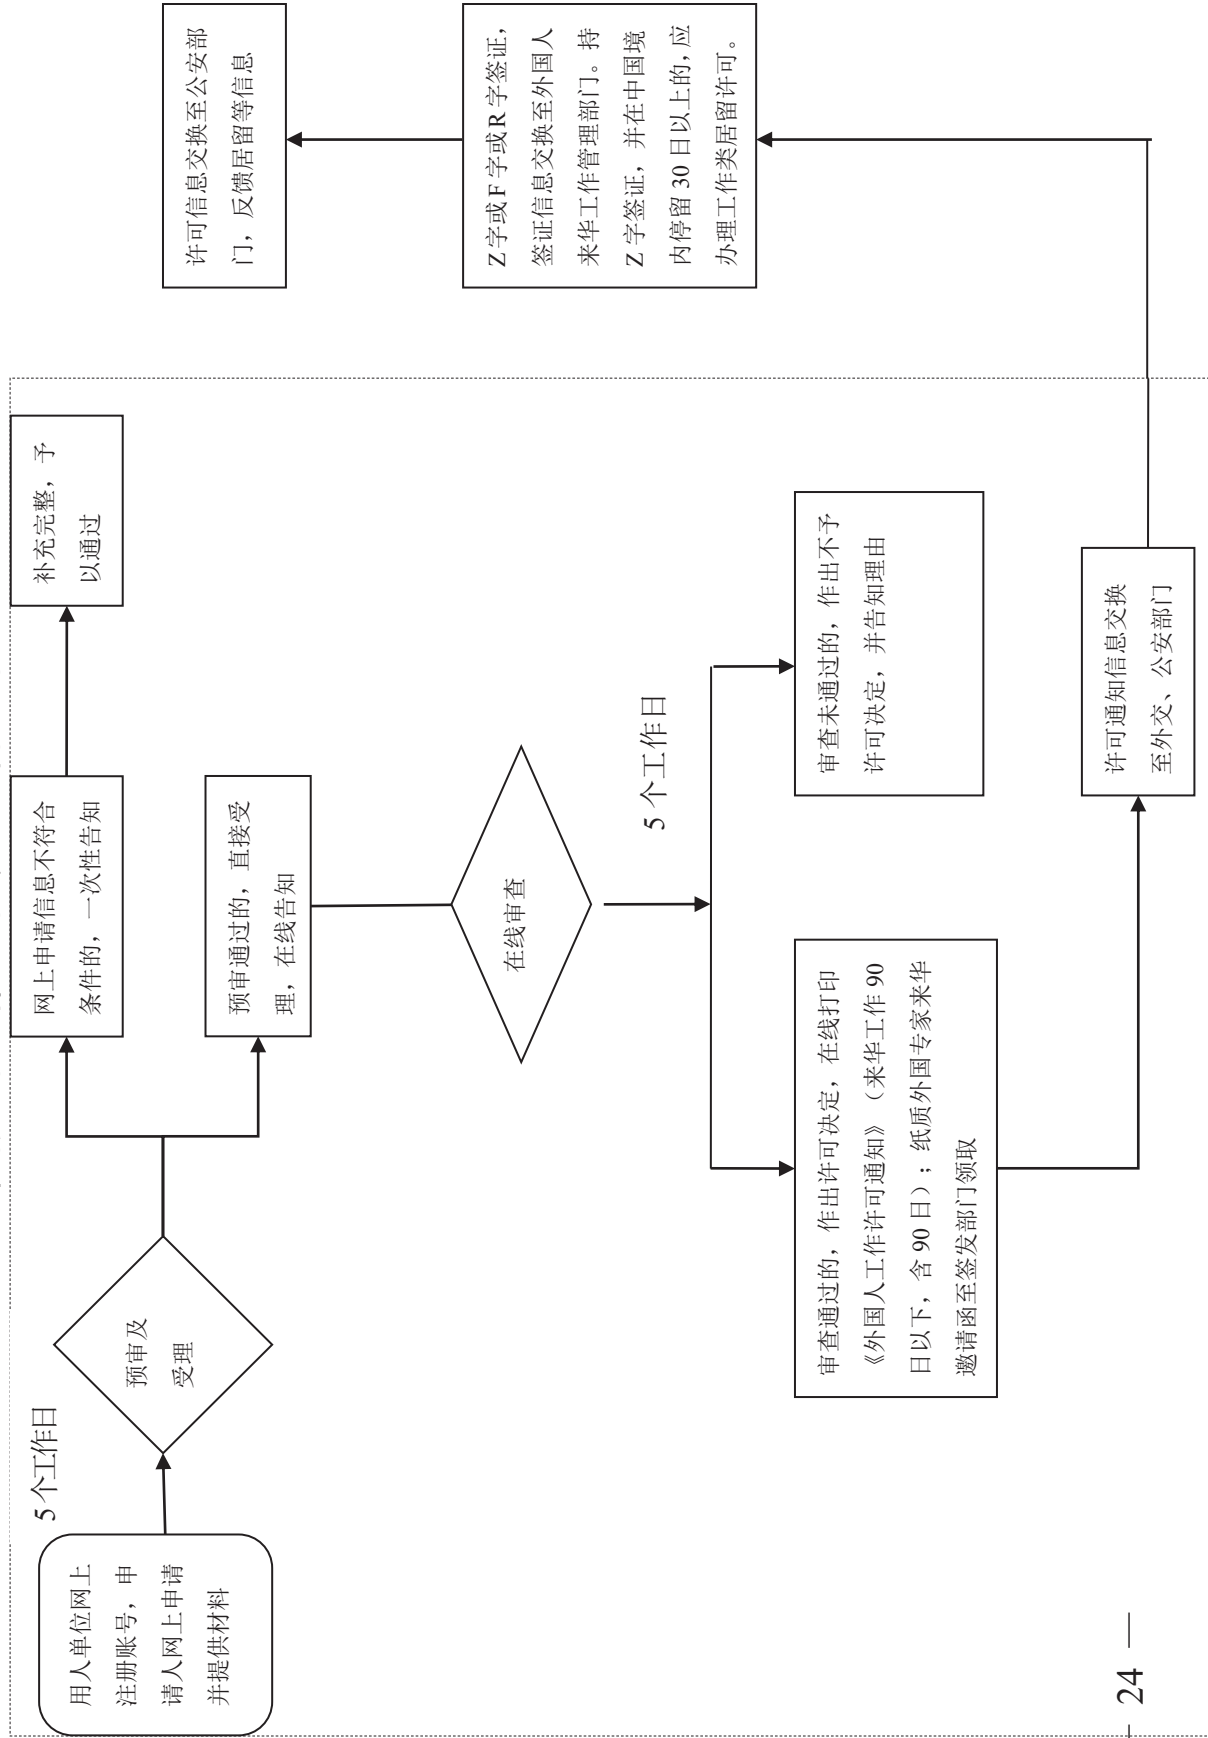 5 个工作日
用人单位网上
注册账号，申
请人网上申请
并提供材料
预审及
受理
网上申请信息不符合
条件的，一次性告知
补充完整，予
以通过
预审通过的，直接受
理，在线告知
在线审查
5 个工作日
审查通过的，作出许可决定，在线打印
《外国人工作许可通知》（来华工作 90
日以下，含 90 日）；纸质外国专家来华
邀请函至签发部门领取
审查未通过的，作出不予
许可决定，并告知理由
许可通知信息交换
至外交、公安部门
Z 字或 F 字或 R 字签证，
签证信息交换至外国人
来华工作管理部门。持
Z 字签证，并在中国境
内停留 30 日以上的，应
办理工作类居留许可。
许可信息交换至公安部
门，反馈居留等信息
— 24 —